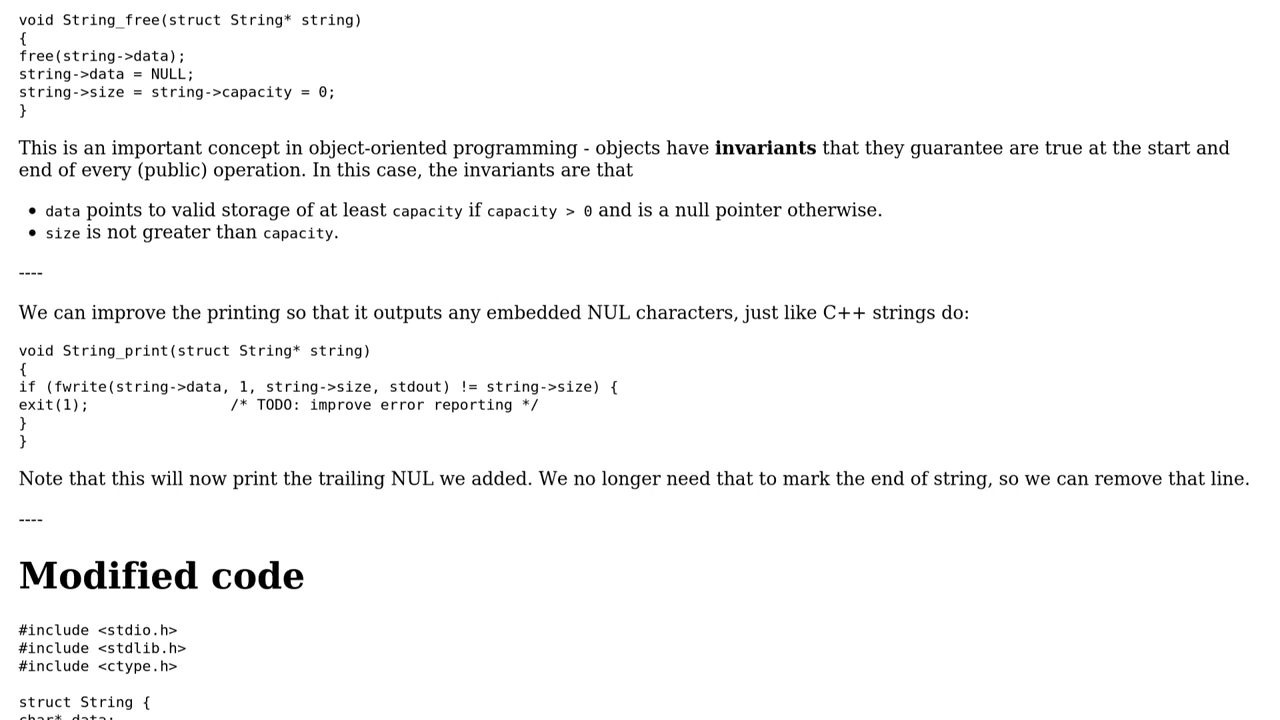 void String_free(struct String* string)
{
free(string->data);
string->data = NULL;
string->size = string->capacity = 0;
}
This is an important concept in object-oriented programming - objects have invariants that they guarantee are true at the start and
end of every (public) operation. In this case, the invariants are that
• data points to valid storage of at least capacity if capacity > 0 and is a null pointer otherwise.
• size is not greater than capacity.
----
We can improve the printing so that it outputs any embedded NUL characters, just like C++ strings do:
void String_print(struct String* string)
{
if (fwrite(string->data, 1, string->size, stdout) != string->size) {
exit(1);                /* TODO: improve error reporting */
}
}
Note that this will now print the trailing NUL we added. We no longer need that to mark the end of string, so we can remove that line.
----
Modified code
#include <stdio.h>
#include <stdlib.h>
#include <ctype.h>
struct String {
char* data;